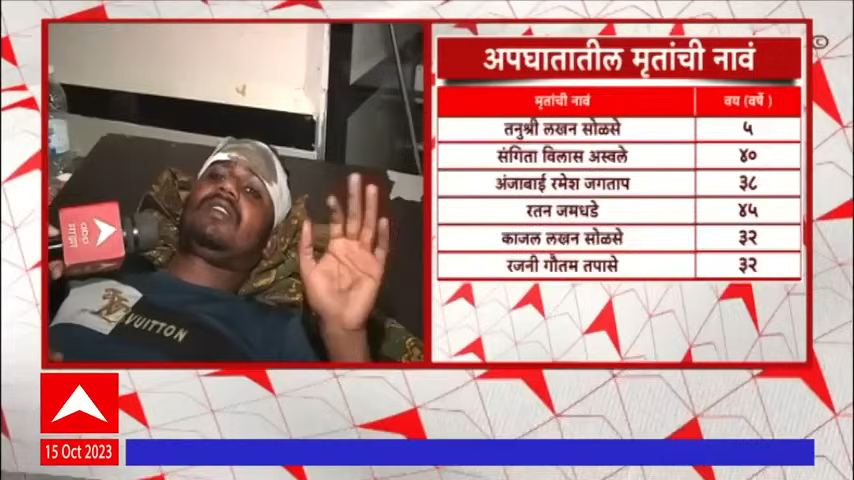 अपघातातील मृतांची नावं
मृतांची नावं वय (वर्षे)
तनुश्री लखन सोळसे ५
संगिता विलास अस्वले ४०
अंजाबाई रमेश जगताप ३८
रतन जमधडे ४५
काजल लखन सोळसे ३२
रजनी गौतम तपासे ३२
abp माझा
VUITTON
15 Oct 2023